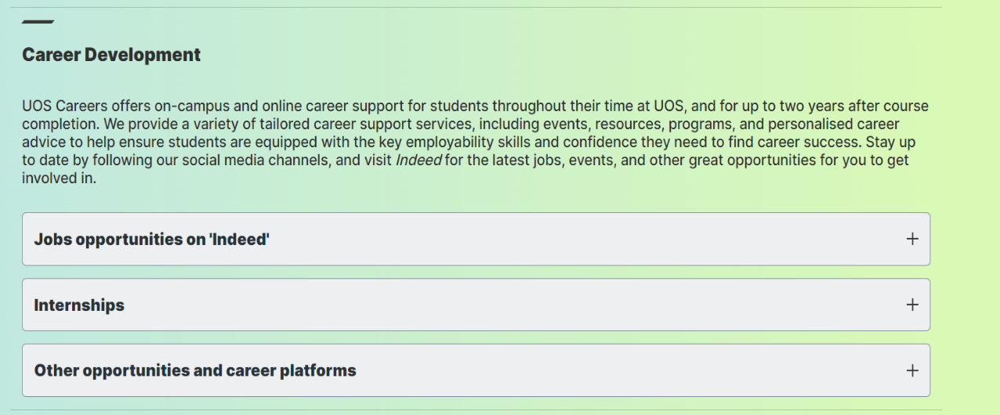 Career Development
UOS Careers offers on-campus and online career support for students throughout their time at UOS, and for up to two years after course
completion. We provide a variety of tailored career support services, including events, resources, programs, and personalised career
advice to help ensure students are equipped with the key employability skills and confidence they need to find career success. Stay up
to date by following our social media channels, and visit Indeed for the latest jobs, events, and other great opportunities for you to get
involved in.
Jobs opportunities on 'Indeed'
Internships
Other opportunities and career platforms